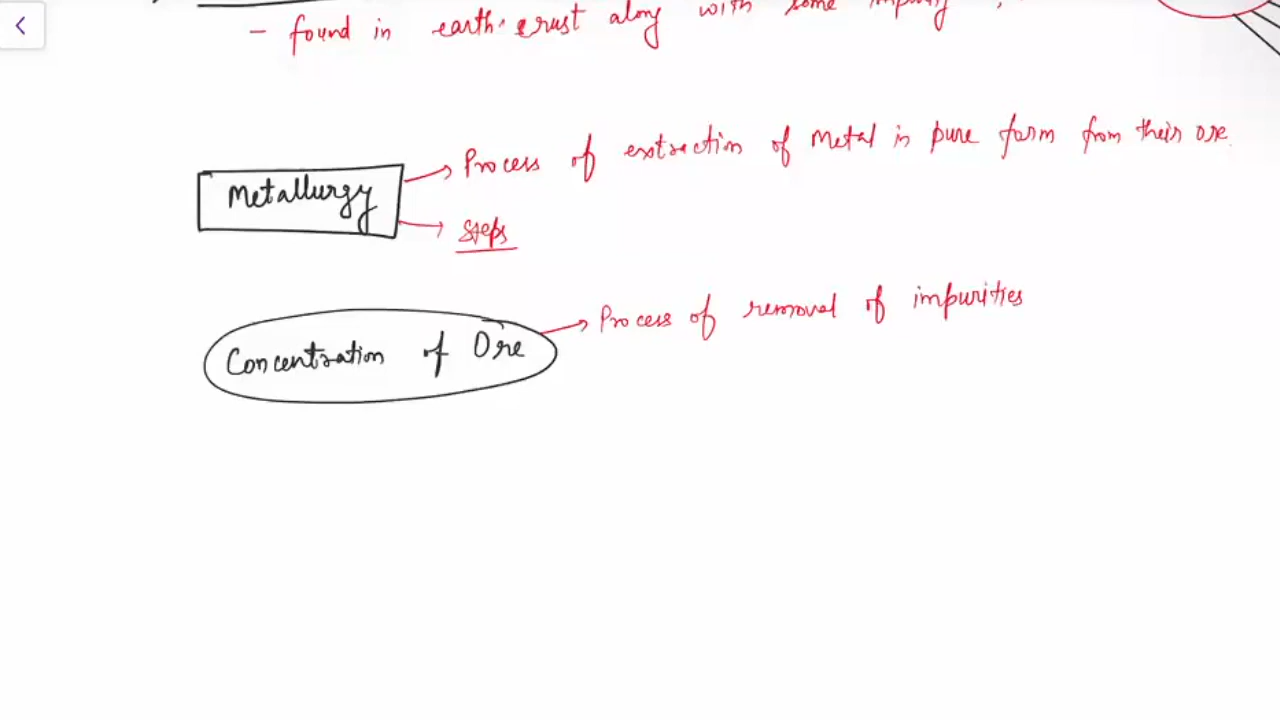 - found in earth crust along with some impurity
Process of extraction of metal in pure form from their ore.
Metallurgy
Steps
Process of removal of impurities
Concentration of Ore